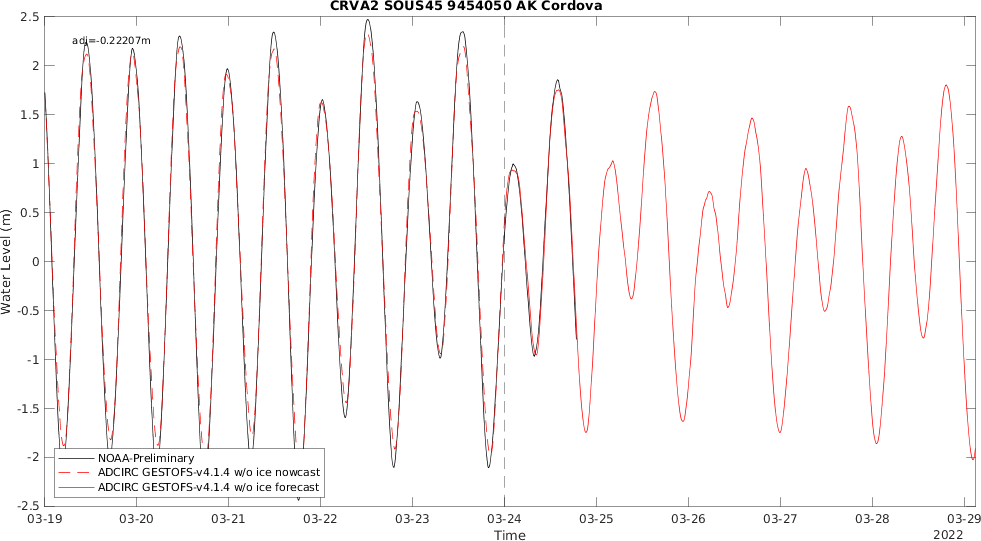 CRVA2 SOUS45 9454050 AK Cordova
adj=-0.22207m
2.5
2
1.5
1
0.5
0
-0.5
-1
-1.5
-2
-2.5
Water Level (m)
NOAA-Preliminary
ADCIRC GESTOFS-v4.1.4 w/o ice nowcast
ADCIRC GESTOFS-v4.1.4 w/o ice forecast
03-19 03-20 03-21 03-22 03-23 03-24 03-25 03-26 03-27 03-28 03-29
Time
2022